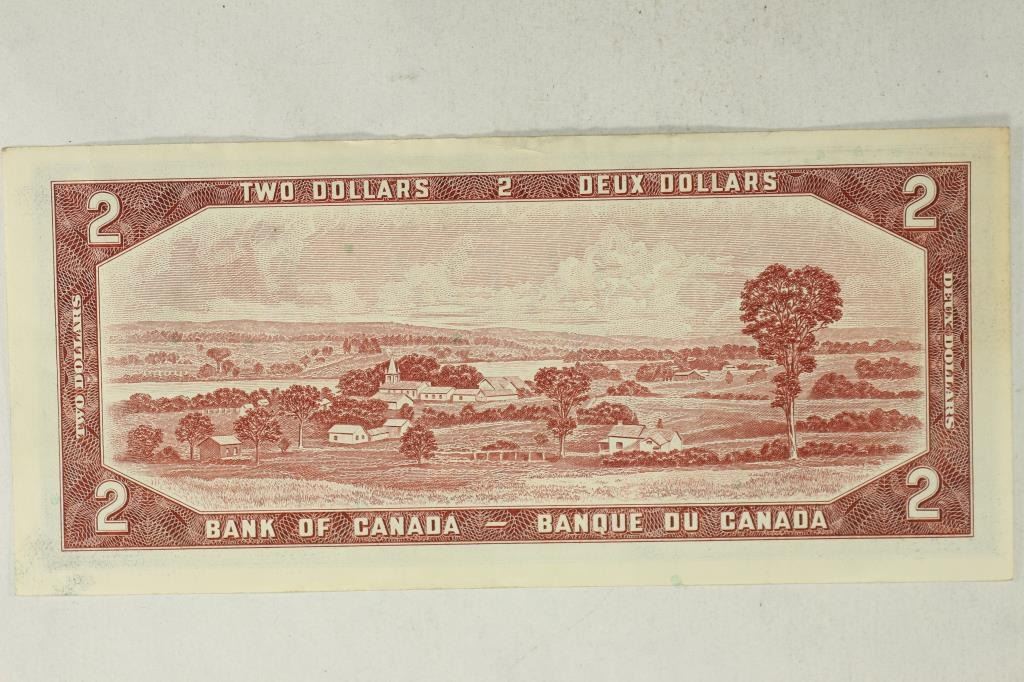 TWO DOLLARS 2 DEUX DOLLARS
2 2
TWO DOLLARS
DEUX DOLLARS
2 2
BANK OF CANADA — BANQUE DU CANADA